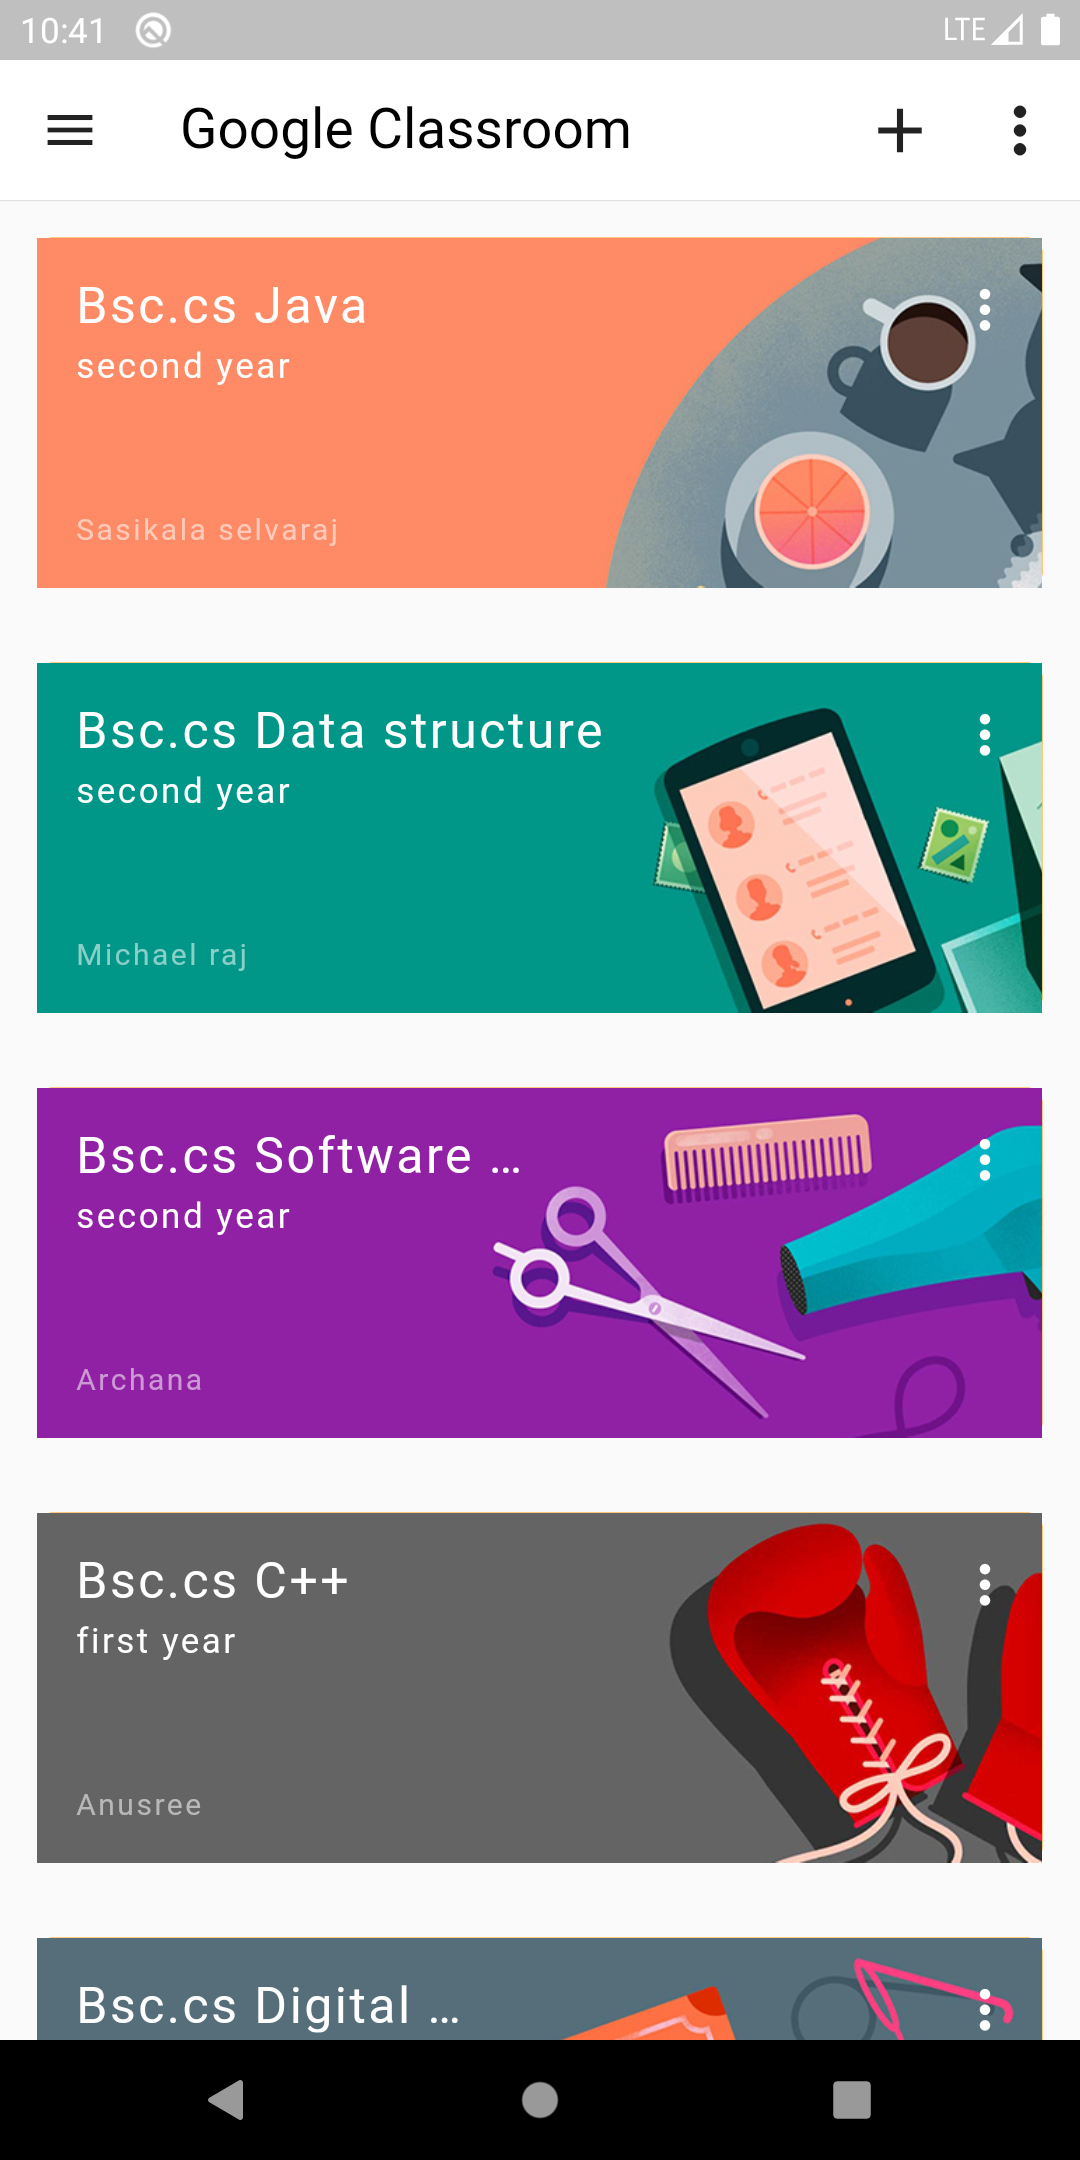 10:41
LTE
Google Classroom
Bsc.cs Java
second year
Sasikala selvaraj
Bsc.cs Data structure
second year
Michael raj
Bsc.cs Software ...
second year
Archana
Bsc.cs C++
first year
Anusree
Bsc.cs Digital ...